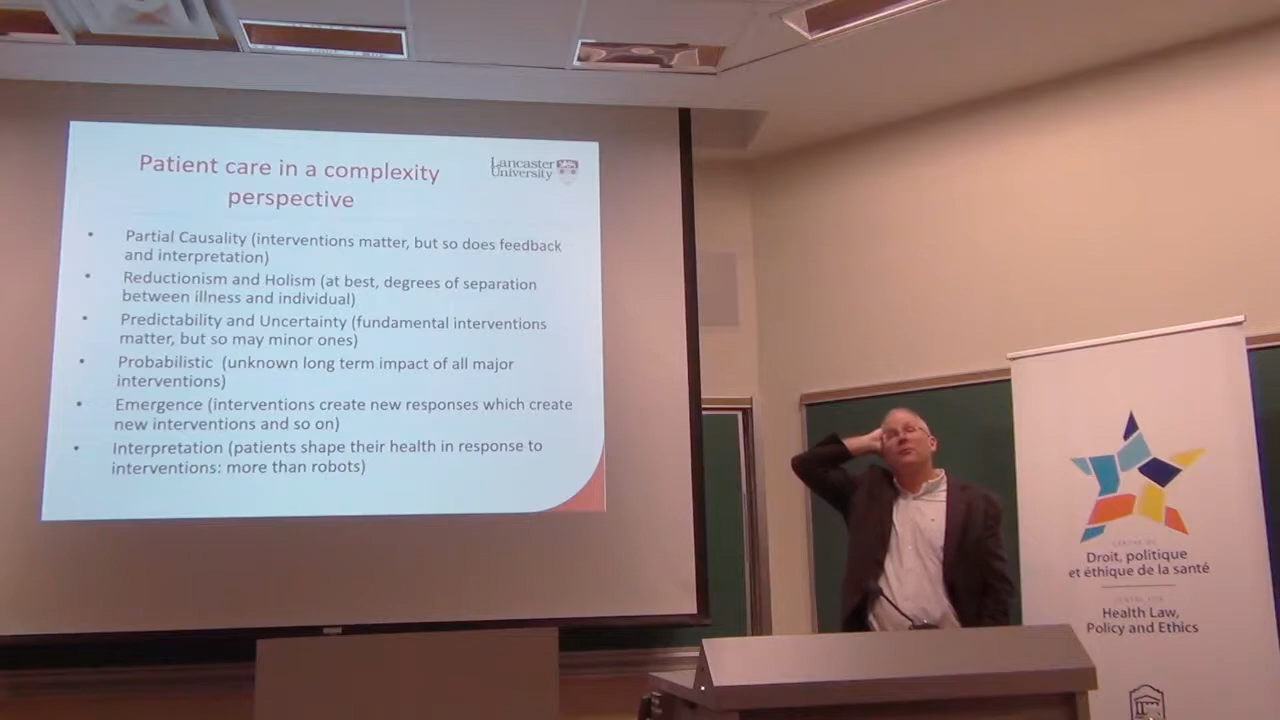 Patient care in a complexity
perspective
Lancaster
University
• Partial Causality (interventions matter, but so does feedback
and interpretation)
• Reductionism and Holism (at best, degrees of separation
between illness and individual)
• Predictability and Uncertainty (fundamental interventions
matter, but so may minor ones)
• Probabilistic (unknown long term impact of all major
interventions)
• Emergence (interventions create new responses which create
new interventions and so on)
• Interpretation (patients shape their health in response to
interventions: more than robots)
CENTRE DE
Droit, politique
et éthique de la santé
CENTRE FOR
Health Law,
Policy and Ethics